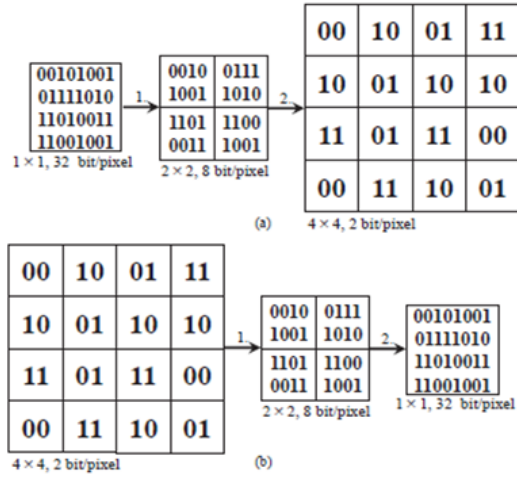 00101001
01111010
11010011
11001001
1 × 1, 32 bit/pixel
1.
0010 0111
1001 1010
1101 1100
0011 1001
2 × 2, 8 bit/pixel
2.
00 10 01 11
10 01 10 10
11 01 11 00
00 11 10 01
4 × 4, 2 bit/pixel
(a)
00 10 01 11
10 01 10 10
11 01 11 00
00 11 10 01
4 × 4, 2 bit/pixel
1.
0010 0111
1001 1010
1101 1100
0011 1001
2 × 2, 8 bit/pixel
2.
00101001
01111010
11010011
11001001
1 × 1, 32 bit/pixel
(b)